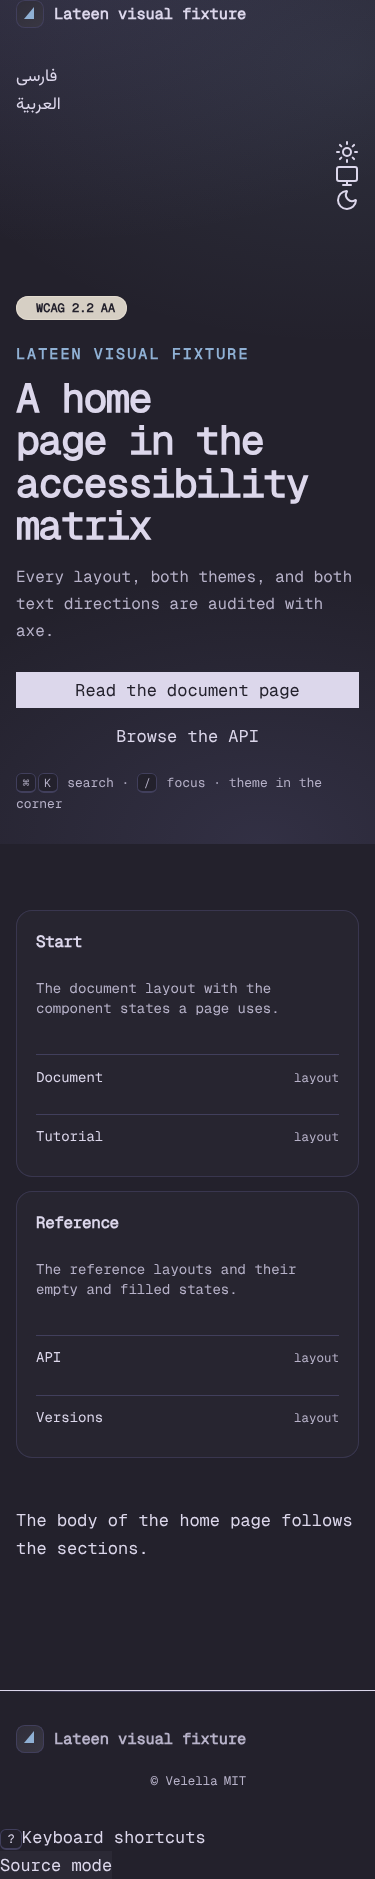 Lateen visual fixture
فارسی
العربية
WCAG 2.2 AA
LATEEN VISUAL FIXTURE
A home
page in the
accessibility
matrix
Every layout, both themes, and both
text directions are audited with
axe.
Read the document page
Browse the API
⌘ K search · / focus · theme in the
corner
Start
The document layout with the
component states a page uses.
Document layout
Tutorial layout
Reference
The reference layouts and their
empty and filled states.
API layout
Versions layout
The body of the home page follows
the sections.
Lateen visual fixture
© Velella MIT
? Keyboard shortcuts
Source mode